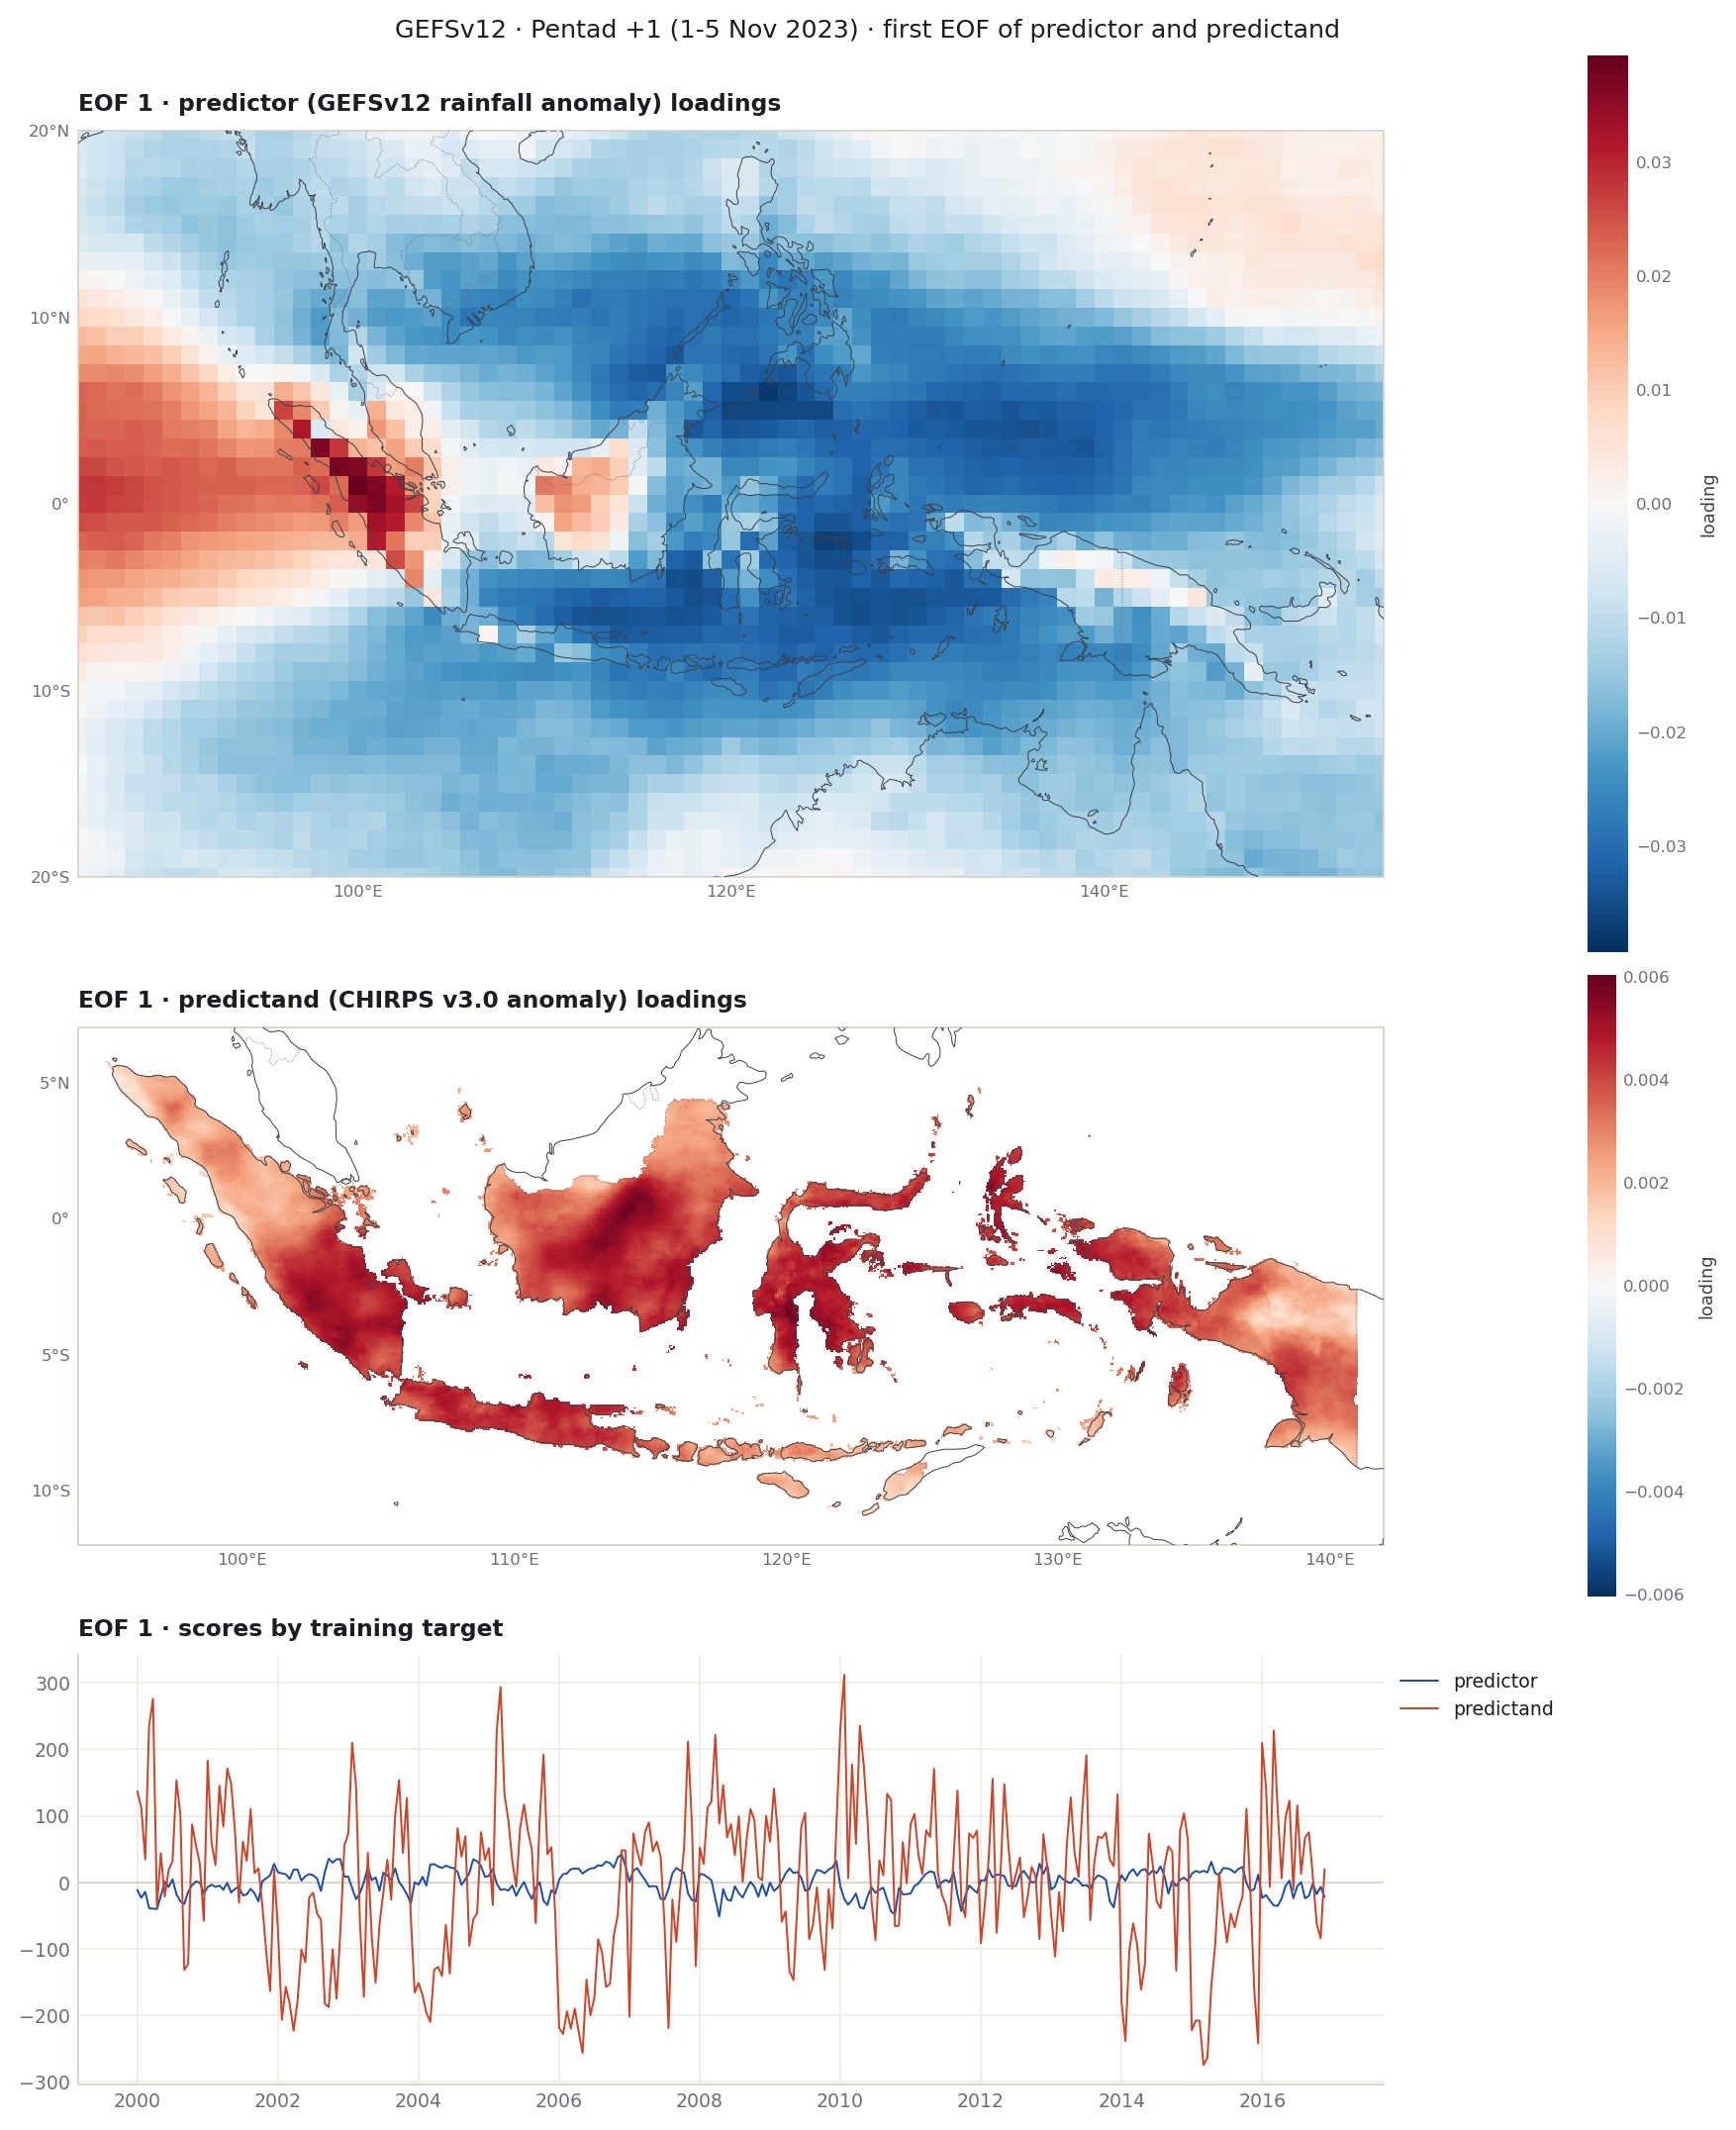 GEFSv12 · Pentad +1 (1-5 Nov 2023) · first EOF of predictor and predictand
EOF 1 · predictor (GEFSv12 rainfall anomaly) loadings
20°N
10°N
0°
10°S
20°S
100°E
120°E
140°E
0.03
0.02
0.01
0.00
−0.01
−0.02
−0.03
loading
EOF 1 · predictand (CHIRPS v3.0 anomaly) loadings
5°N
0°
5°S
10°S
100°E
110°E
120°E
130°E
140°E
0.006
0.004
0.002
0.000
−0.002
−0.004
−0.006
loading
EOF 1 · scores by training target
300
200
100
0
−100
−200
−300
2000
2002
2004
2006
2008
2010
2012
2014
2016
predictor
predictand